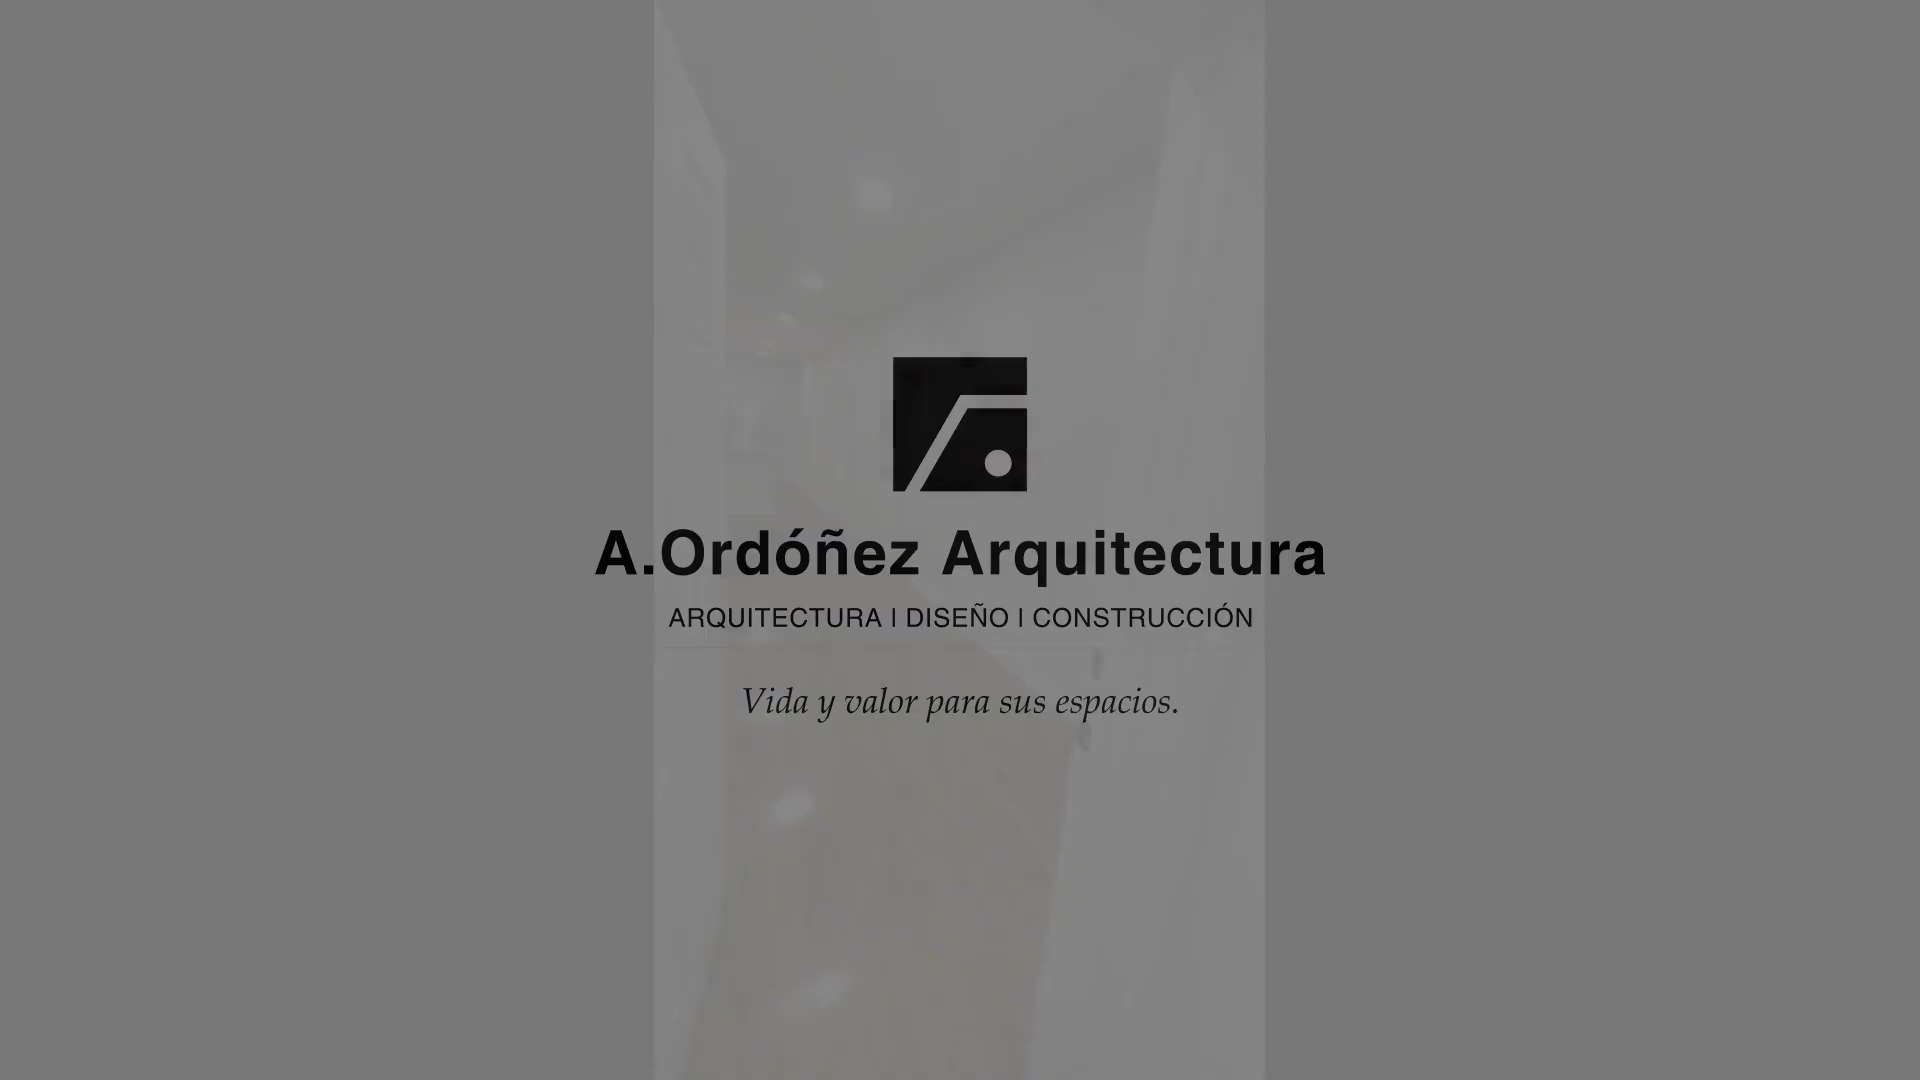 A.Ordóñez Arquitectura
ARQUITECTURA | DISEÑO | CONSTRUCCIÓN
Vida y valor para sus espacios.